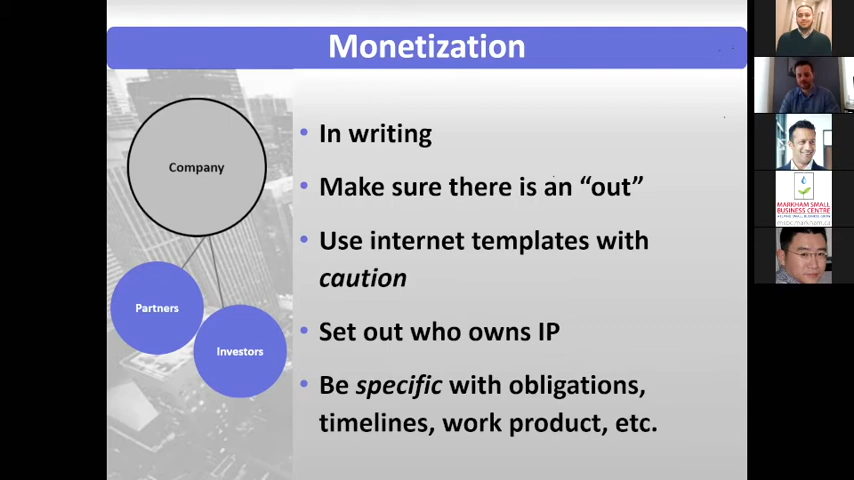 Monetization
Company
Partners
Investors
• In writing
• Make sure there is an “out”
• Use internet templates with
caution
• Set out who owns IP
• Be specific with obligations,
timelines, work product, etc.
MARKHAM SMALL
BUSINESS CENTRE